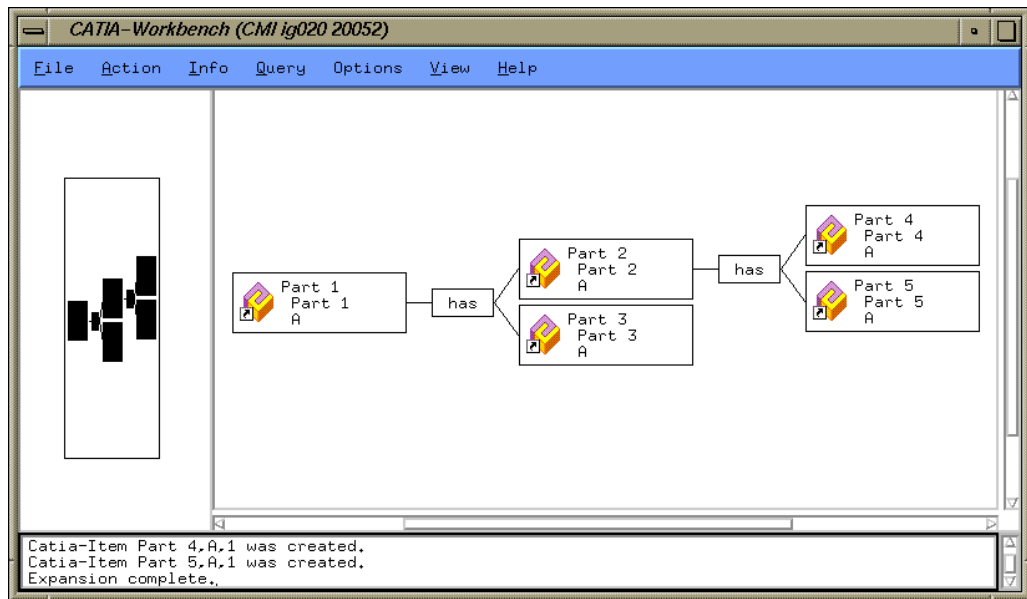 CATIA-Workbench (CMI ig020 20052)
File Action Info Query Options View Help
Part 1
Part 1
A
has
Part 2
Part 2
A
Part 3
Part 3
A
has
Part 4
Part 4
A
Part 5
Part 5
A
Catia-Item Part 4,A,1 was created.
Catia-Item Part 5,A,1 was created.
Expansion complete.